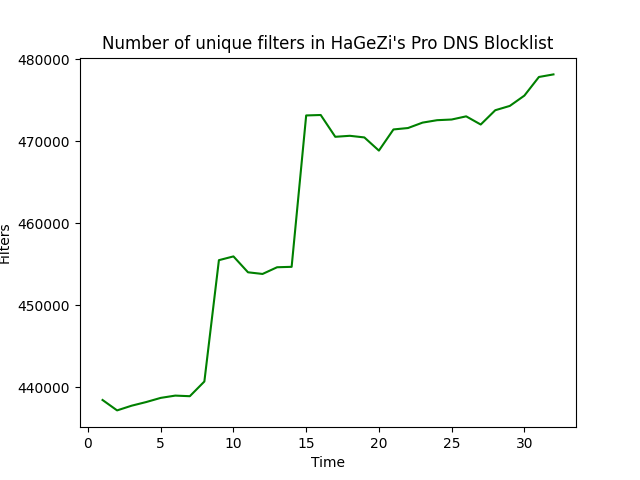 Number of unique filters in HaGeZi's Pro DNS Blocklist
480000
470000
460000
450000
440000
Filters
0 5 10 15 20 25 30
Time